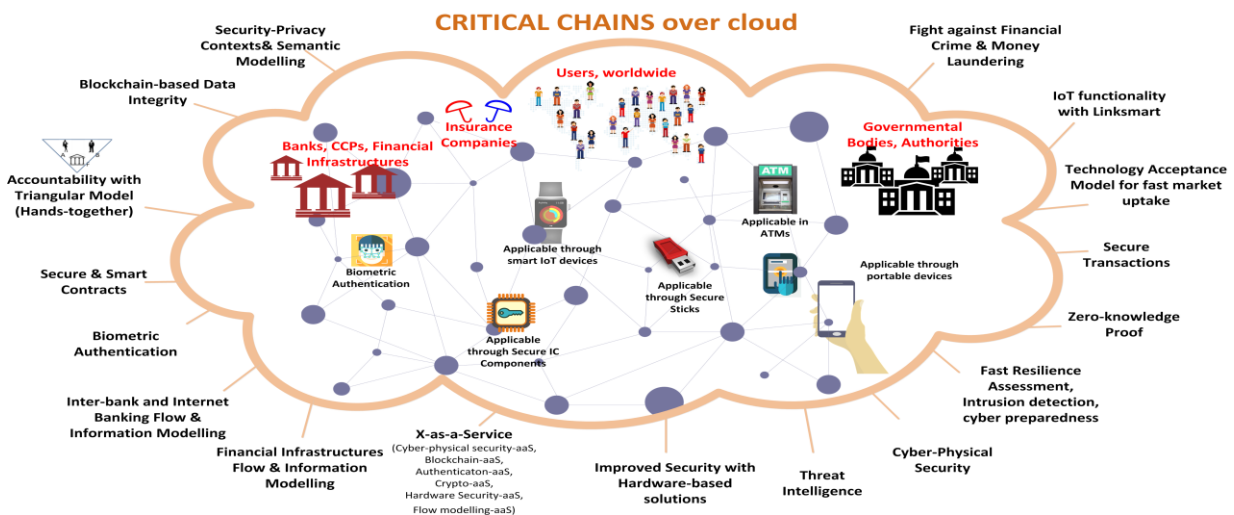 CRITICAL CHAINS over cloud
Security-Privacy
Contexts& Semantic
Modelling
Blockchain-based Data
Integrity
A
B
Accountability with
Triangular Model
(Hands-together)
Secure & Smart
Contracts
Biometric
Authentication
Inter-bank and Internet
Banking Flow &
Information Modelling
Financial Infrastructures
Flow & Information
Modelling
X-as-a-Service
(Cyber-physical security-aaS,
Blockchain-aaS,
Authenticaton-aaS,
Crypto-aaS,
Hardware Security-aaS,
Flow modelling-aaS)
Improved Security with
Hardware-based
solutions
Threat
Intelligence
Cyber-Physical
Security
Fast Resilience
Assessment,
Intrusion detection,
cyber preparedness
Zero-knowledge
Proof
Secure
Transactions
Technology Acceptance
Model for fast market
uptake
IoT functionality
with Linksmart
Fight against Financial
Crime & Money
Laundering
Banks, CCPs, Financial
Infrastructures
Insurance
Companies
Users, worldwide
Governmental
Bodies, Authorities
Biometric
Authentication
Applicable through
smart IoT devices
Applicable
through Secure IC
Components
Applicable
through Secure
Sticks
ATM
Applicable in
ATMs
Applicable through
portable devices